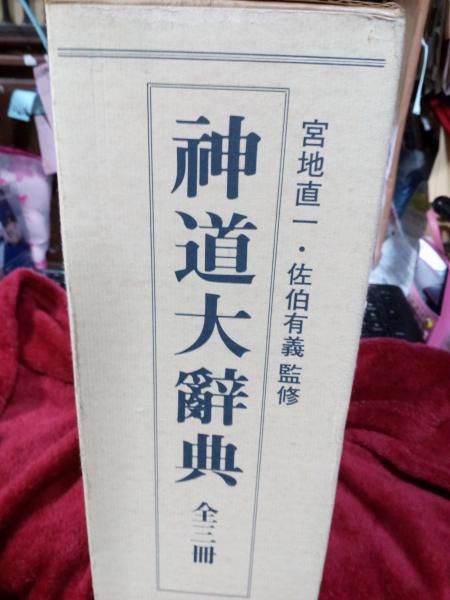 宮地直一・佐伯有義 監修
神道大辭典 全三冊